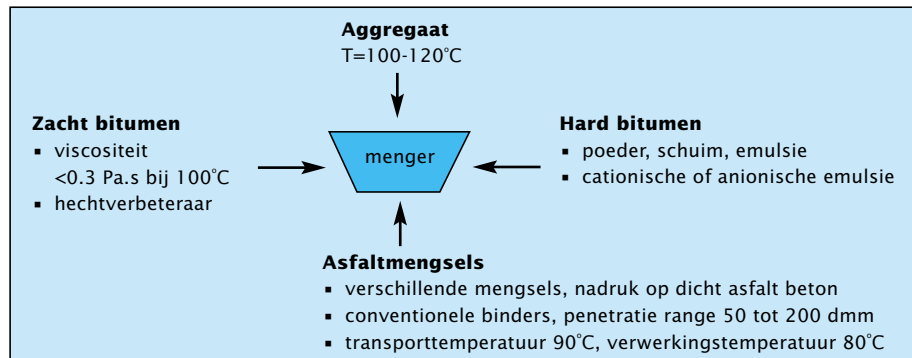 Aggregaat
T=100-120°C
Zacht bitumen
▪ viscositeit
<0.3 Pa.s bij 100°C
▪ hechtverbeteraar
menger
Hard bitumen
▪ poeder, schuim, emulsie
▪ cationische of anionische emulsie
Asfaltmengsels
▪ verschillende mengsels, nadruk op dicht asfalt beton
▪ conventionele binders, penetratie range 50 tot 200 dmm
▪ transporttemperatuur 90°C, verwerkingstemperatuur 80°C